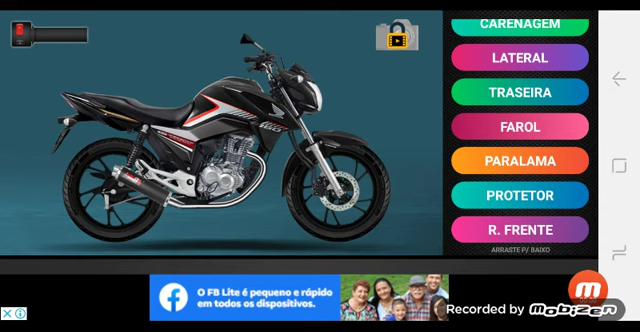 CARENAGEM
LATERAL
TRASEIRA
FAROL
PARALAMA
PROTETOR
R. FRENTE
ARRASTE P/ BAIXO
160
O FB Lite é pequeno e rápido
em todos os dispositivos.
Recorded by mobizen